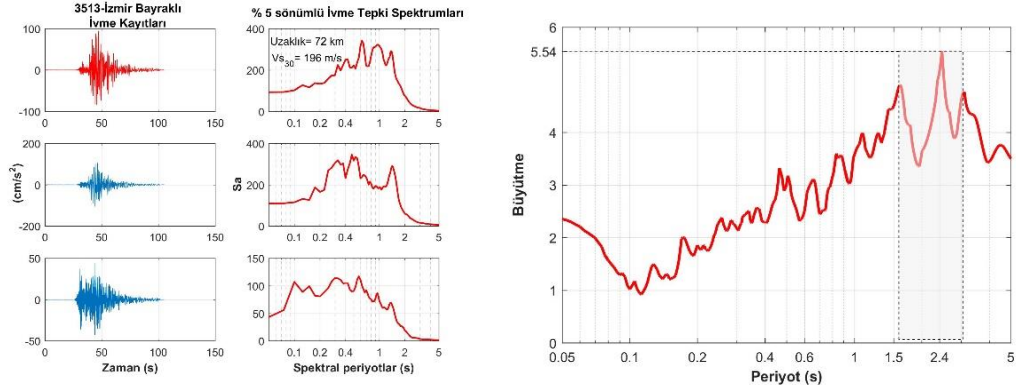 3513-İzmir Bayraklı
İvme Kayıtları
100
0
-100
0 50 100 150
200
0
-200
0 50 100 150
50
0
-50
0 50 100 150
(cm/s²)
Zaman (s)
% 5 sönümlü İvme Tepki Spektrumları
Uzaklık= 72 km
Vs30= 196 m/s
400
200
0
0.1 0.2 0.4 1 2 5
Sa
400
200
0
0.1 0.2 0.4 1 2 5
150
100
50
0
0.1 0.2 0.4 1 2 5
Spektral periyotlar (s)
Büyütme
6
5.54
5
4
3
2
1
0
0.05 0.1 0.2 0.4 0.6 1 1.5 2.4 5
Periyot (s)